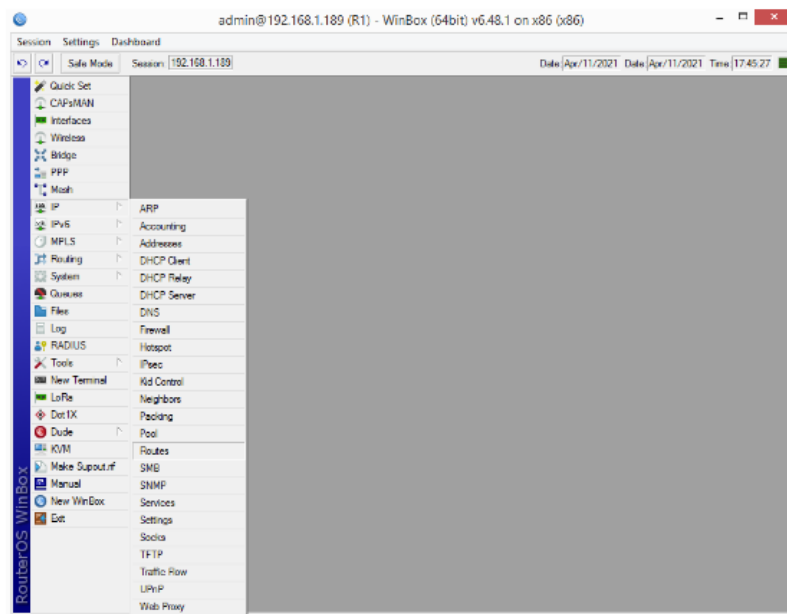 admin@192.168.1.189 (R1) - WinBox (64bit) v6.48.1 on x86 (x86)
Session Settings Dashboard
Safe Mode Session: 192.168.1.189 Date: Apr/11/2021 Date: Apr/11/2021 Time: 17:45:27
Quick Set
CAPsMAN
Interfaces
Wireless
Bridge
PPP
Mesh
IP
IPv6
MPLS
Routing
System
Queues
Files
Log
RADIUS
Tools
New Terminal
LoRa
Dot1X
Dude
KVM
Make Supout.rif
Manual
New WinBox
Exit
ARP
Accounting
Addresses
DHCP Client
DHCP Relay
DHCP Server
DNS
Firewall
Hotspot
IPsec
Kid Control
Neighbors
Packing
Pool
Routes
SMB
SNMP
Services
Settings
Socks
TFTP
Traffic Flow
UPnP
Web Proxy
RouterOS WinBox